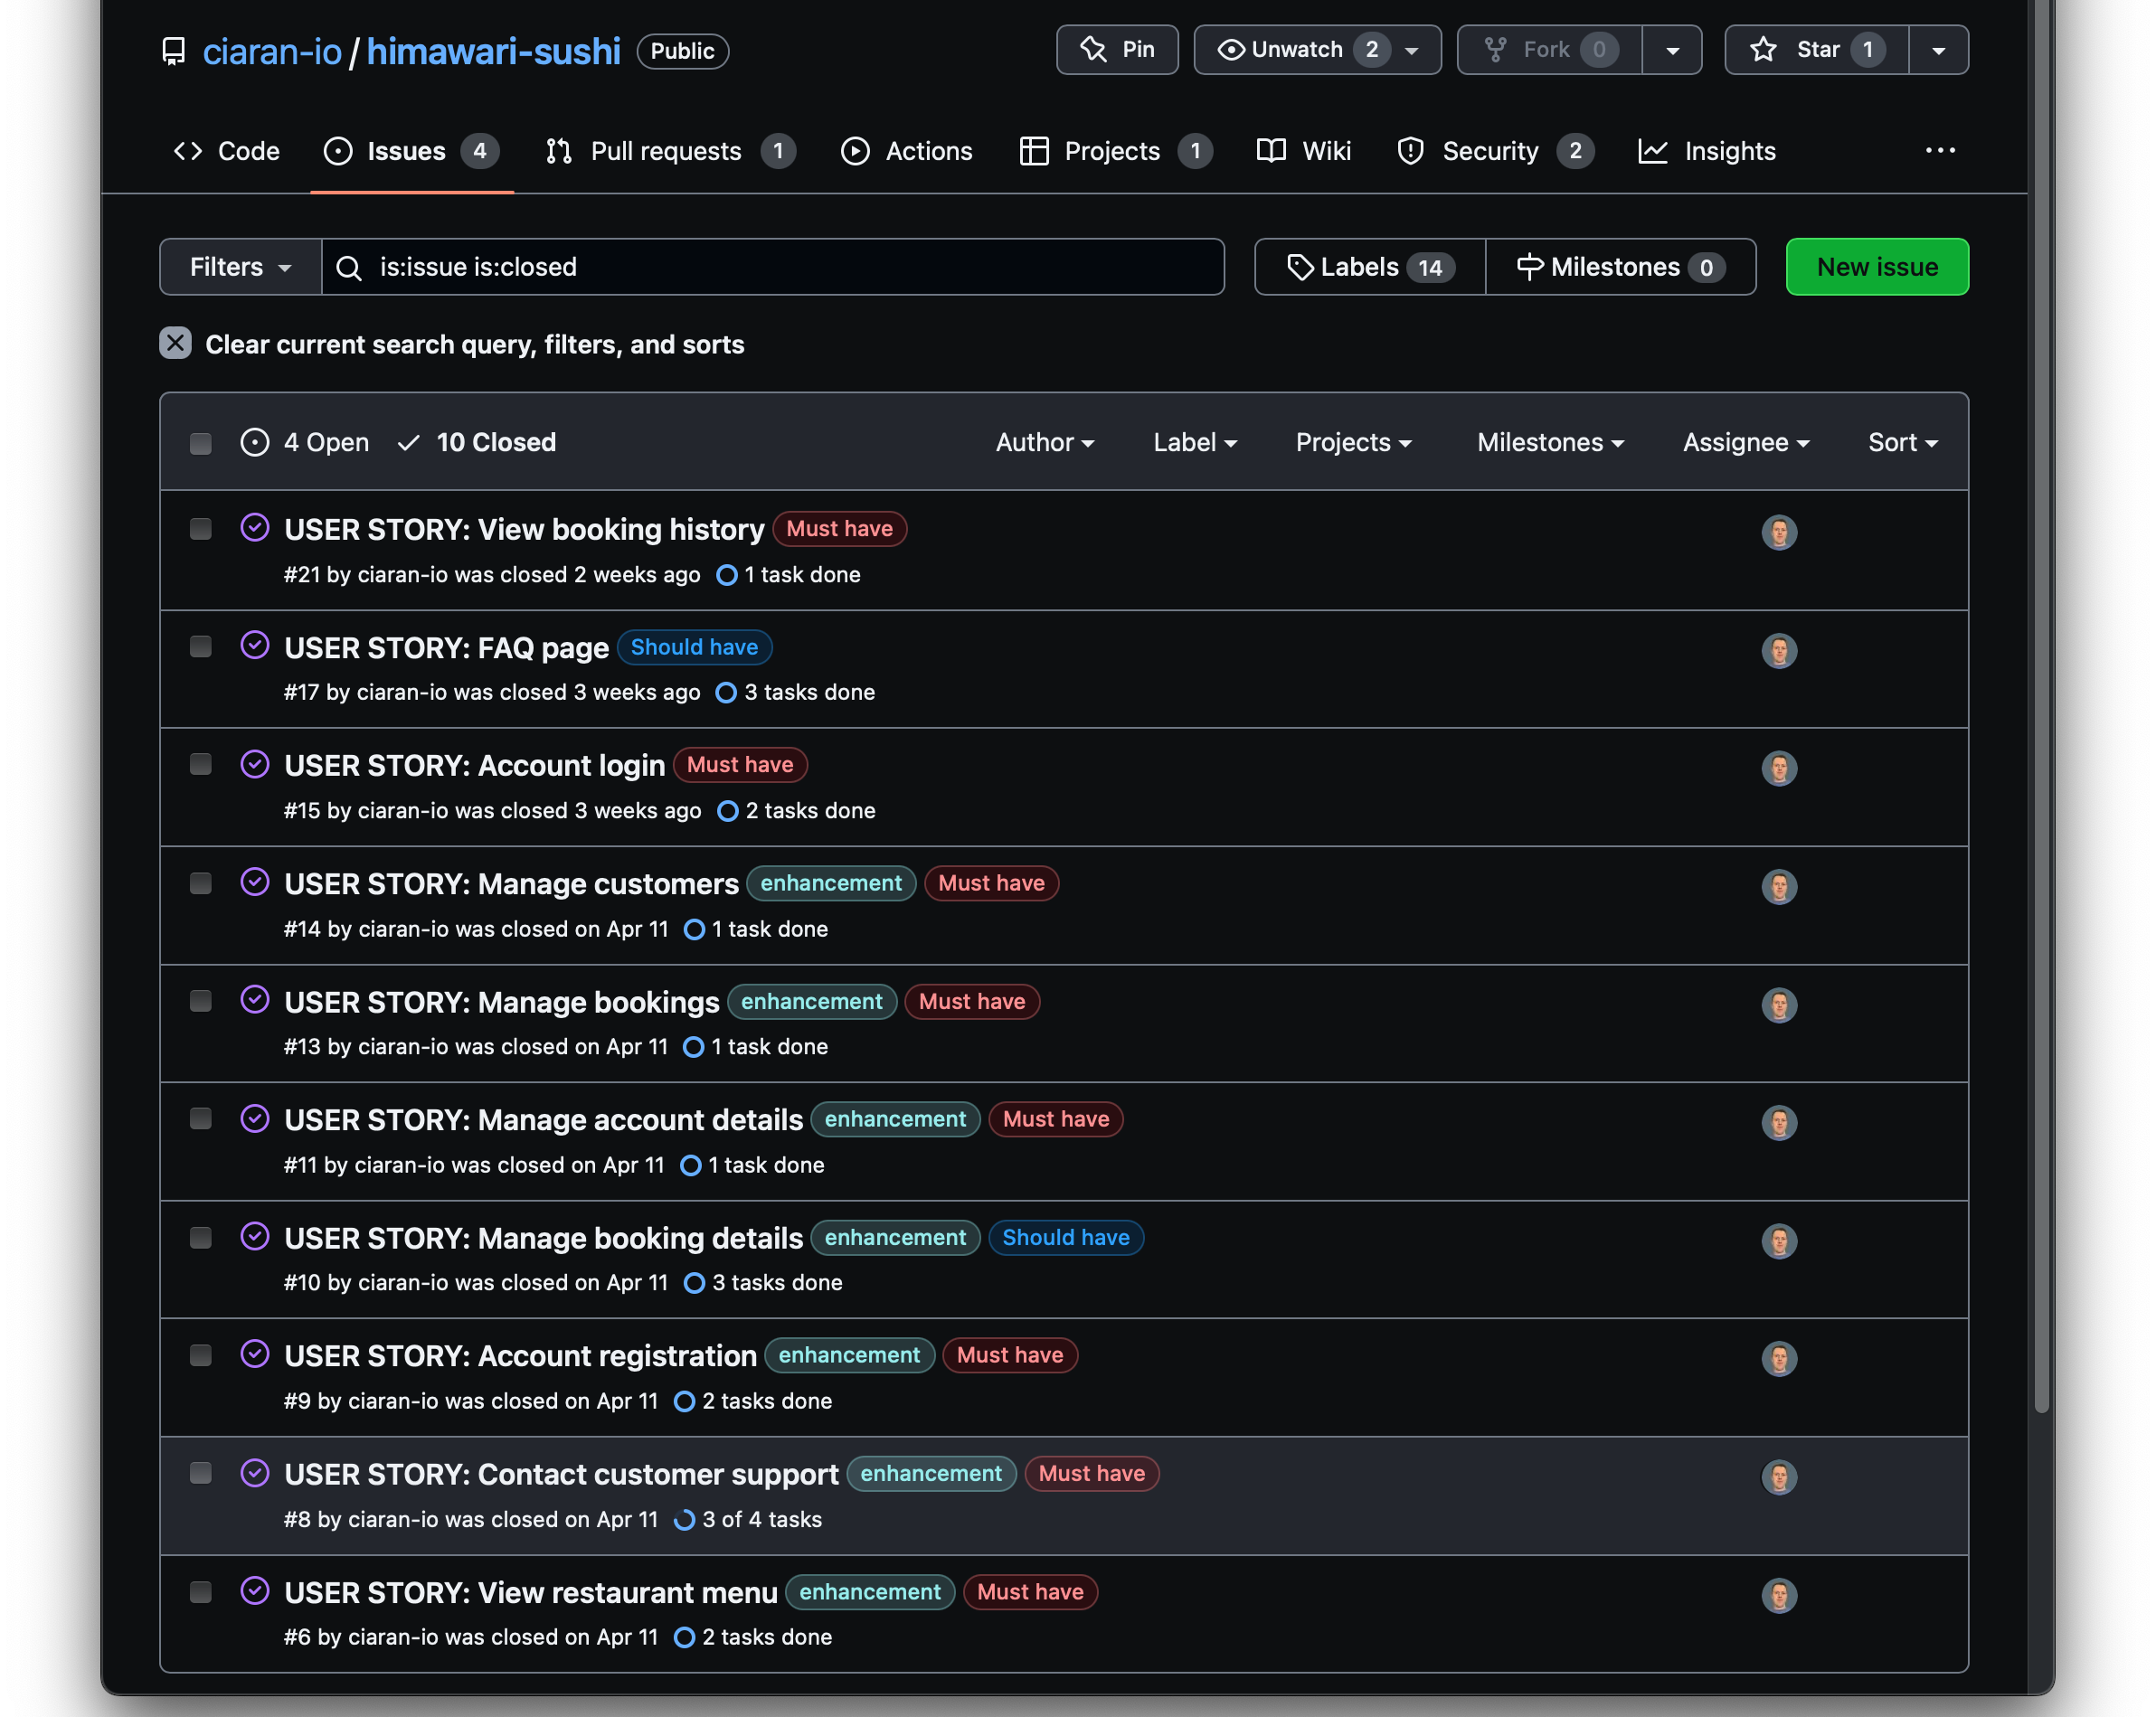 ciaran-io / himawari-sushi Public Pin Unwatch 2 Fork 0 Star 1
Code Issues 4 Pull requests 1 Actions Projects 1 Wiki Security 2 Insights ...
Filters is:issue is:closed Labels 14 Milestones 0 New issue
Clear current search query, filters, and sorts
4 Open 10 Closed Author Label Projects Milestones Assignee Sort
USER STORY: View booking history Must have
#21 by ciaran-io was closed 2 weeks ago 1 task done
USER STORY: FAQ page Should have
#17 by ciaran-io was closed 3 weeks ago 3 tasks done
USER STORY: Account login Must have
#15 by ciaran-io was closed 3 weeks ago 2 tasks done
USER STORY: Manage customers enhancement Must have
#14 by ciaran-io was closed on Apr 11 1 task done
USER STORY: Manage bookings enhancement Must have
#13 by ciaran-io was closed on Apr 11 1 task done
USER STORY: Manage account details enhancement Must have
#11 by ciaran-io was closed on Apr 11 1 task done
USER STORY: Manage booking details enhancement Should have
#10 by ciaran-io was closed on Apr 11 3 tasks done
USER STORY: Account registration enhancement Must have
#9 by ciaran-io was closed on Apr 11 2 tasks done
USER STORY: Contact customer support enhancement Must have
#8 by ciaran-io was closed on Apr 11 3 of 4 tasks
USER STORY: View restaurant menu enhancement Must have
#6 by ciaran-io was closed on Apr 11 2 tasks done